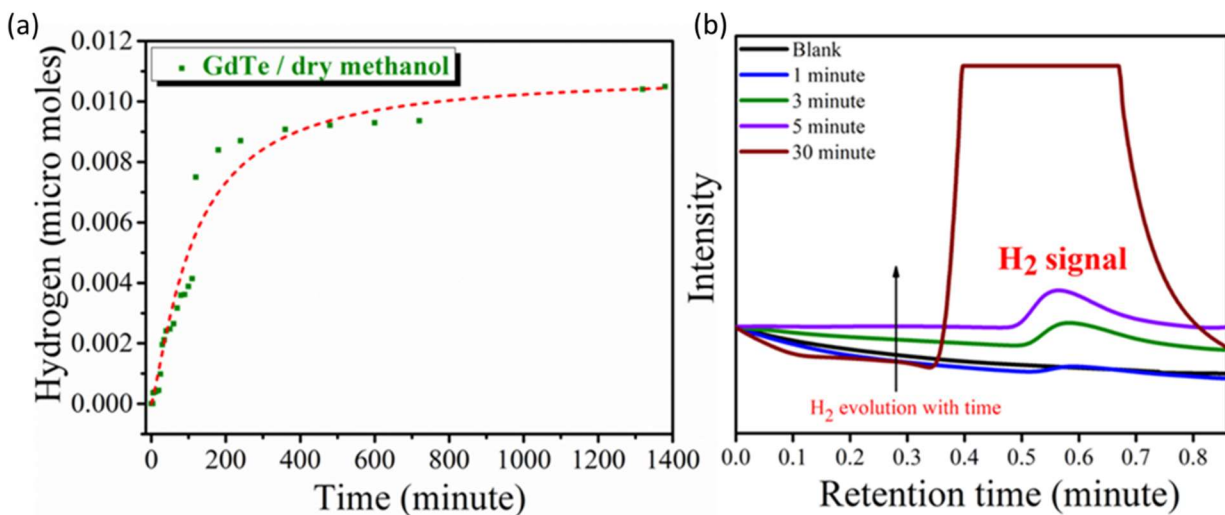 (a)
0.012
0.010
0.008
0.006
0.004
0.002
0.000
Hydrogen (micro moles)
GdTe / dry methanol
0 200 400 600 800 1000 1200 1400
Time (minute)
(b)
Blank
1 minute
3 minute
5 minute
30 minute
Intensity
H2 signal
H2 evolution with time
0.0 0.1 0.2 0.3 0.4 0.5 0.6 0.7 0.8
Retention time (minute)